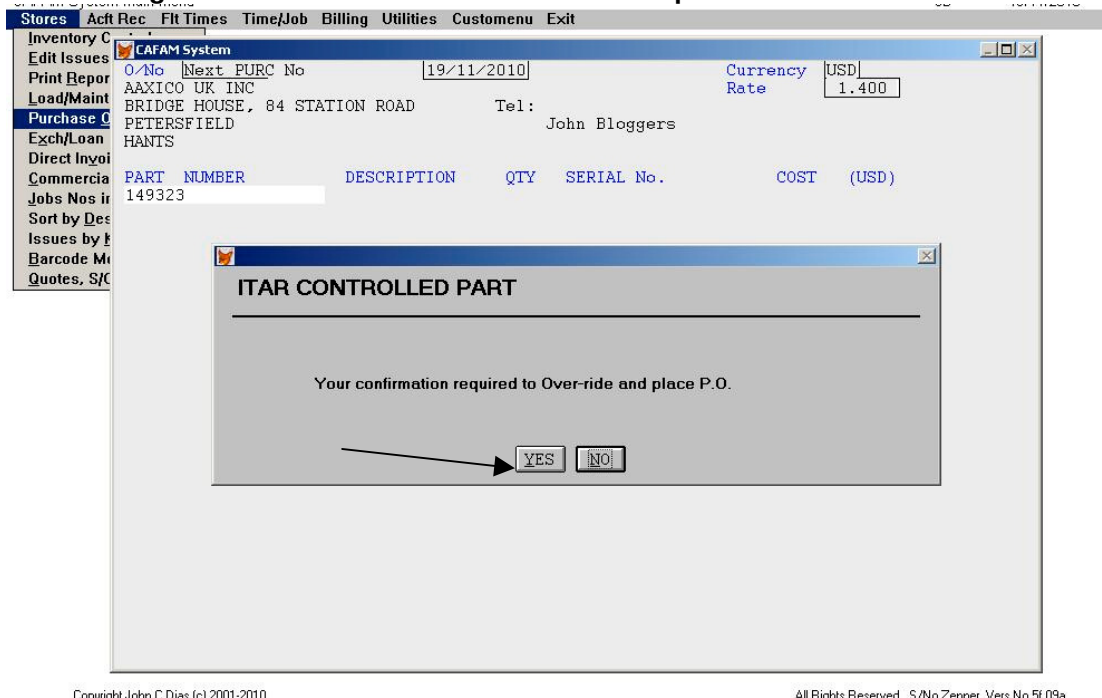 Stores Acft Rec Flt Times Time/Job Billing Utilities Customenu Exit
Inventory
Edit Issues
Print Repor
Load/Maint
Purchase O
Exch/Loan
Direct Invoi
Commercia
Jobs Nos in
Sort by Des
Issues by
Barcode
Quotes, S/O
CAFAM System
O/No Next PURC No 19/11/2010 Currency USD
AAXICO UK INC Rate 1.400
BRIDGE HOUSE, 84 STATION ROAD Tel:
PETERSFIELD John Bloggers
HANTS
PART NUMBER DESCRIPTION QTY SERIAL No. COST (USD)
149323
ITAR CONTROLLED PART
Your confirmation required to Over-ride and place P.O.
YES NO
Copyright John C Dias (c) 2001-2010 All Rights Reserved S/No Zenner Vers No 5f.09a